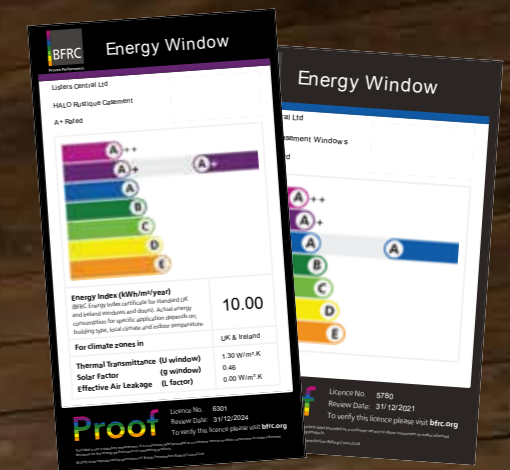 BFRC
Proven Performance
Energy Window
Listers Central Ltd
HALO Rustique Casement
A+ Rated
A++
A+ A+
A
B
C
D
E
Energy Index (kWh/m²/year)
(BFRC Energy Index certificate for standard UK
and Ireland windows and doors). Actual energy
consumption for specific application depends on;
building type, local climate and indoor temperature.
10.00
For climate zones in UK & Ireland
Thermal Transmittance (U window) 1.30 W/m².K
Solar Factor (g window) 0.46
Effective Air Leakage (L factor) 0.00 W/m².K
Proof
Licence No. 6301
Review Date: 31/12/2024
To verify this licence please visit bfrc.org
Energy Window
ral Ltd
sement Windows
d
A++
A+
A A
B
C
D
E
f
Licence No. 5780
Review Date: 31/12/2021
To verify this licence please visit bfrc.org